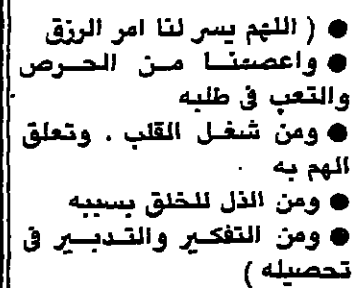 ● ( اللهم يسر لنا امر الرزق
● واعصمنا من الحرص
والتعب فى طلبه
● ومن شغل القلب . وتعلق
الهم به
● ومن الذل للخلق بسببه
● ومن التفكير والتدبير فى
تحصيله )